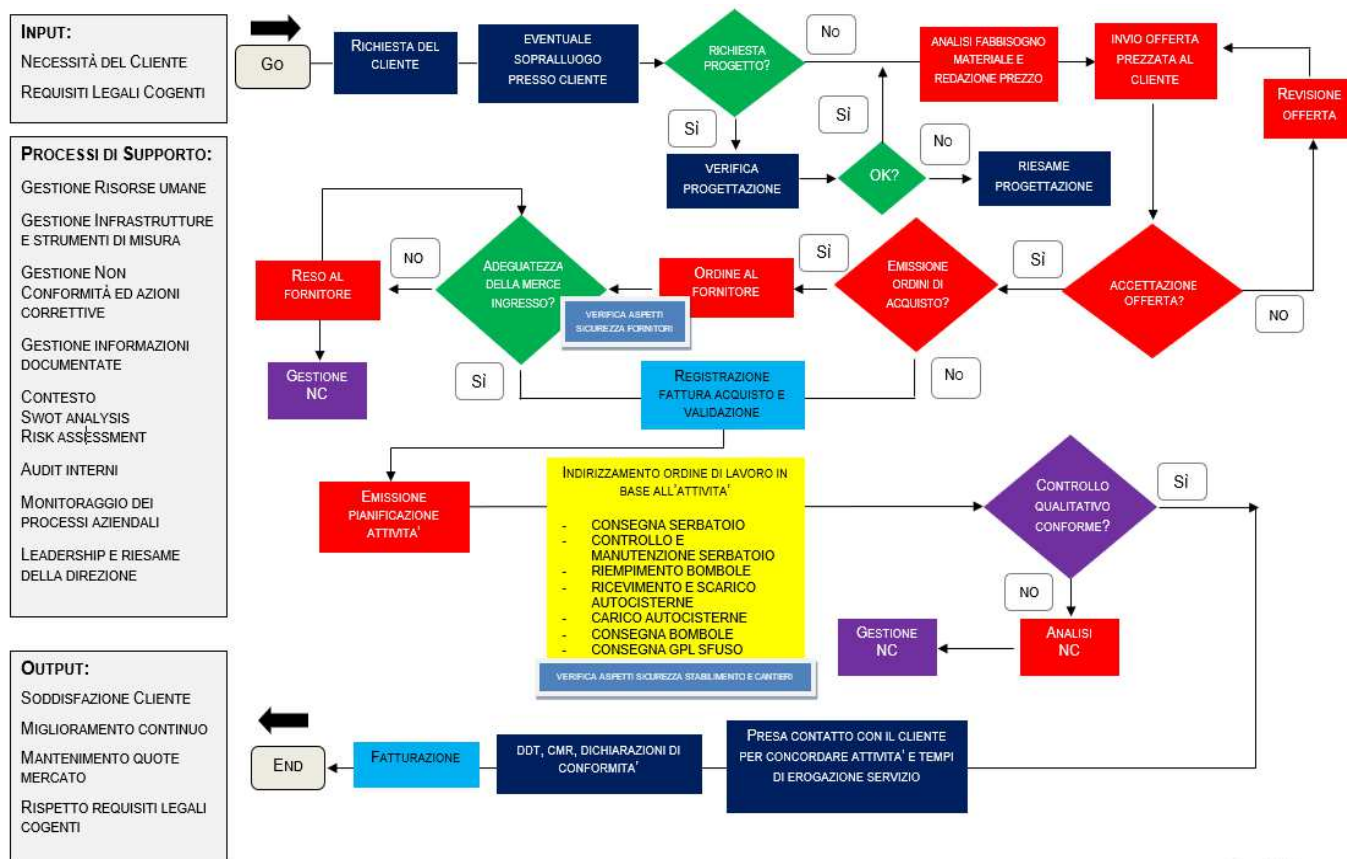 INPUT:
NECESSITÀ DEL CLIENTE
REQUISITI LEGALI COGENTI
GO
RICHIESTA DEL
CLIENTE
EVENTUALE
SOPRALLUOGO
PRESSO CLIENTE
RICHIESTA
PROGETTO?
No
ANALISI FABBISOGNO
MATERIALE E
REDAZIONE PREZZO
INVIO OFFERTA
PREZZATA AL
CLIENTE
REVISIONE
OFFERTA
Sì
Sì
VERIFICA
PROGETTAZIONE
OK?
No
RIESAME
PROGETTAZIONE
PROCESSI DI SUPPORTO:
GESTIONE RISORSE UMANE
GESTIONE INFRASTRUTTURE
E STRUMENTI DI MISURA
GESTIONE NON
CONFORMITÀ ED AZIONI
CORRETTIVE
GESTIONE INFORMAZIONI
DOCUMENTATE
CONTESTO
SWOT ANALYSIS
RISK ASSESSMENT
AUDIT INTERNI
MONITORAGGIO DEI
PROCESSI AZIENDALI
LEADERSHIP E RIESAME
DELLA DIREZIONE
RESO AL
FORNITORE
NO
ADEGUATEZZA
DELLA MERCE
INGRESSO?
VERIFICA ASPETTI
SICUREZZA FORNITORI
ORDINE AL
FORNITORE
Sì
EMISSIONE
ORDINI DI
ACQUISTO?
Sì
ACCETTAZIONE
OFFERTA?
NO
GESTIONE
NC
Sì
REGISTRAZIONE
FATTURA ACQUISTO E
VALIDAZIONE
No
EMISSIONE
PIANIFICAZIONE
ATTIVITA'
INDIRIZZAMENTO ORDINE DI LAVORO IN
BASE ALL'ATTIVITA'
- CONSEGNA SERBATOIO
- CONTROLLO E
MANUTENZIONE SERBATOIO
- RIEMPIMENTO BOMBOLE
- RICEVIMENTO E SCARICO
AUTOCISTERNE
- CARICO AUTOCISTERNE
- CONSEGNA BOMBOLE
- CONSEGNA GPL SFUSO
VERIFICA ASPETTI SICUREZZA STABILIMENTO E CANTIERI
CONTROLLO
QUALITATIVO
CONFORME?
Sì
NO
ANALISI
NC
GESTIONE
NC
OUTPUT:
SODDISFAZIONE CLIENTE
MIGLIORAMENTO CONTINUO
MANTENIMENTO QUOTE
MERCATO
RISPETTO REQUISITI LEGALI
COGENTI
END
FATTURAZIONE
DDT, CMR, DICHIARAZIONI DI
CONFORMITA'
PRESA CONTATTO CON IL CLIENTE
PER CONCORDARE ATTIVITA' E TEMPI
DI EROGAZIONE SERVIZIO